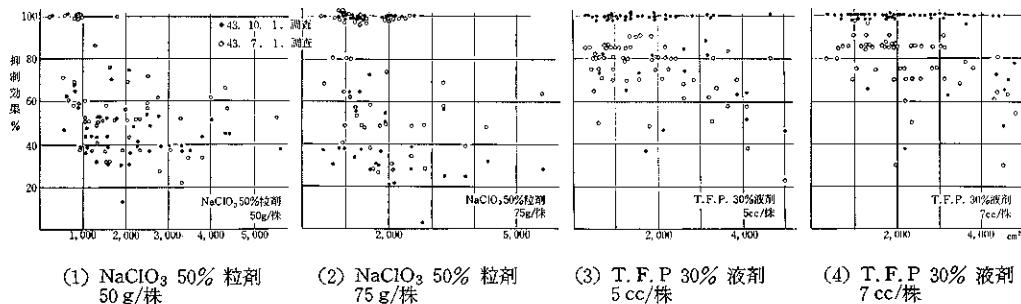 抑制効果%
100
80
60
40
20
• 43. 10. 1. 調査
○ 43. 7. 1. 調査
NaClO₃50%粒剤
50g/株
1,000 2,000 3,000 4,000 5,000
NaClO₃50%粒剤
75g/株
2,000 5,000
T.F.P. 30%液剤
5cc/株
2,000 4,000
T.F.P. 30%液剤
7cc/株
2,000 4,000 cm²
(1) NaClO₃ 50% 粒剤
50 g/株
(2) NaClO₃ 50% 粒剤
75 g/株
(3) T. F. P 30% 液剤
5 cc/株
(4) T. F. P 30% 液剤
7 cc/株